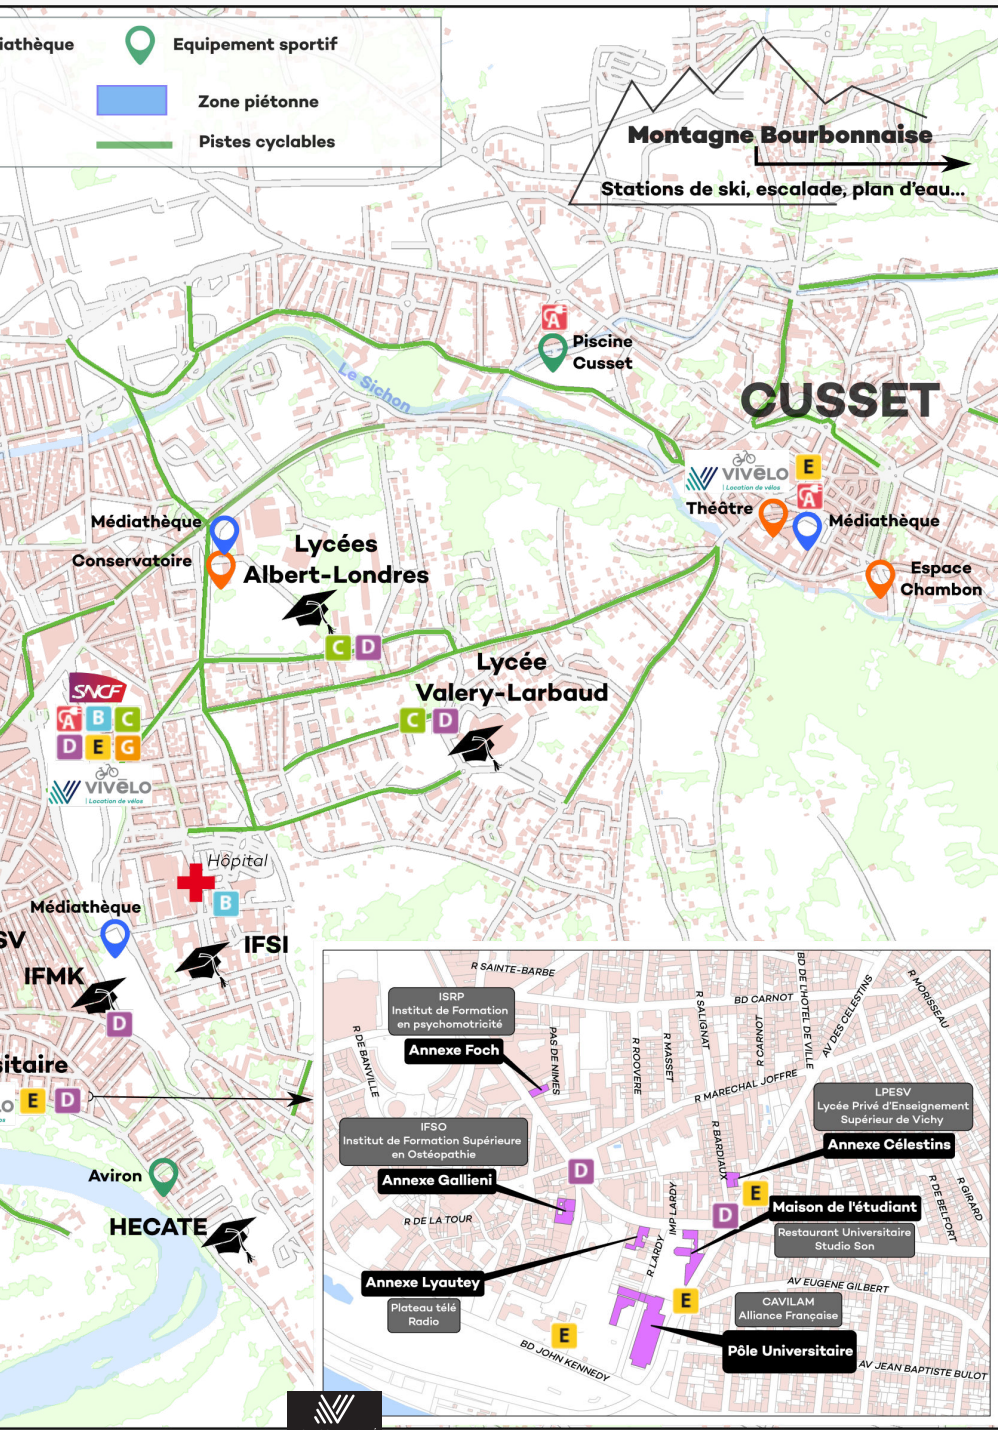 iathèque
Equipement sportif
Zone piétonne
Pistes cyclables
Montagne Bourbonnaise
Stations de ski, escalade, plan d'eau...
A
Piscine
Cusset
Le Sichon
CUSSET
VIVĒLO
Location de vélos
E
A
Théâtre
Médiathèque
Médiathèque
Conservatoire
Lycées
Albert-Londres
Espace
Chambon
C D
Lycée
Valery-Larbaud
C D
SNCF
A B C
D E G
VIVĒLO
Location de vélos
Hôpital
B
Médiathèque
SV
IFSI
IFMK
D
sitaire
LO E D
Aviron
HECATE
R SAINTE-BARBE
ISRP
Institut de Formation
en psychomotricité
Annexe Foch
R DE BANVILLE
PAS DE NIMES
R ROOVERE
R MASSET
R SALIGNAT
BD CARNOT
R CARNOT
BD DE L'HOTEL DE VILLE
AV DES CELESTINS
R MORISSEAU
R MARECHAL JOFFRE
LPESV
Lycée Privé d'Enseignement
Supérieur de Vichy
Annexe Célestins
IFSO
Institut de Formation Supérieure
en Ostéopathie
Annexe Gallieni
D
R BARDIAUX
E
D
R DE BELFORT
R GIRARD
R DE LA TOUR
IMP LARDY
R LARDY
Maison de l'étudiant
Restaurant Universitaire
Studio Son
Annexe Lyautey
Plateau télé
Radio
AV EUGENE GILBERT
E
CAVILAM
Alliance Française
E
Pôle Universitaire
BD JOHN KENNEDY
AV JEAN BAPTISTE BULOT